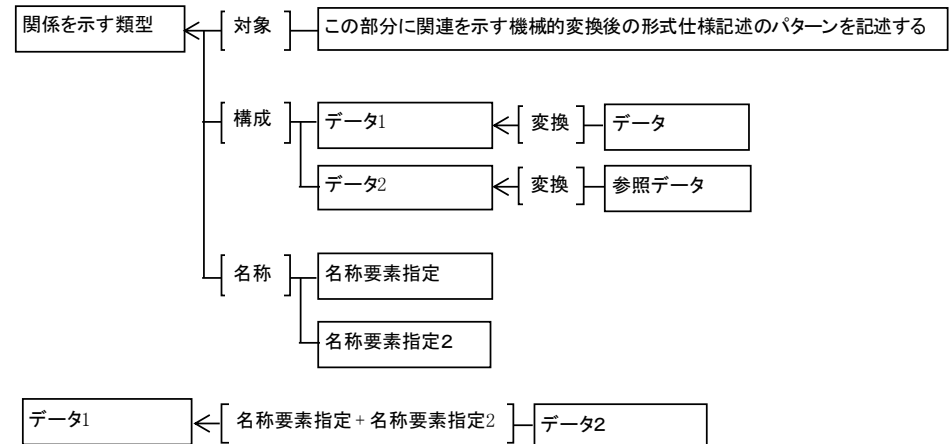 関係を示す類型 対象 この部分に関連を示す機械的変換後の形式仕様記述のパターンを記述する
構成 データ1 変換 データ
データ2 変換 参照データ
名称 名称要素指定
名称要素指定２
データ1 名称要素指定+名称要素指定2 データ２